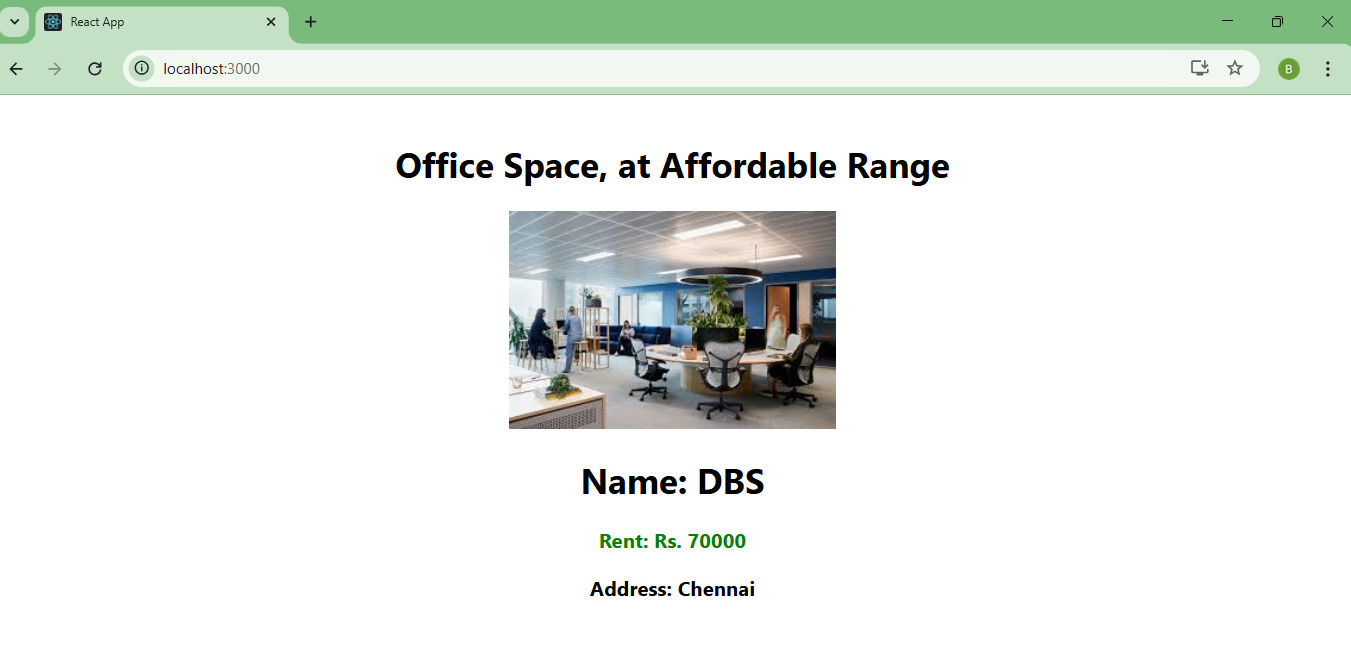 React App
localhost:3000
B
Office Space, at Affordable Range
Name: DBS
Rent: Rs. 70000
Address: Chennai